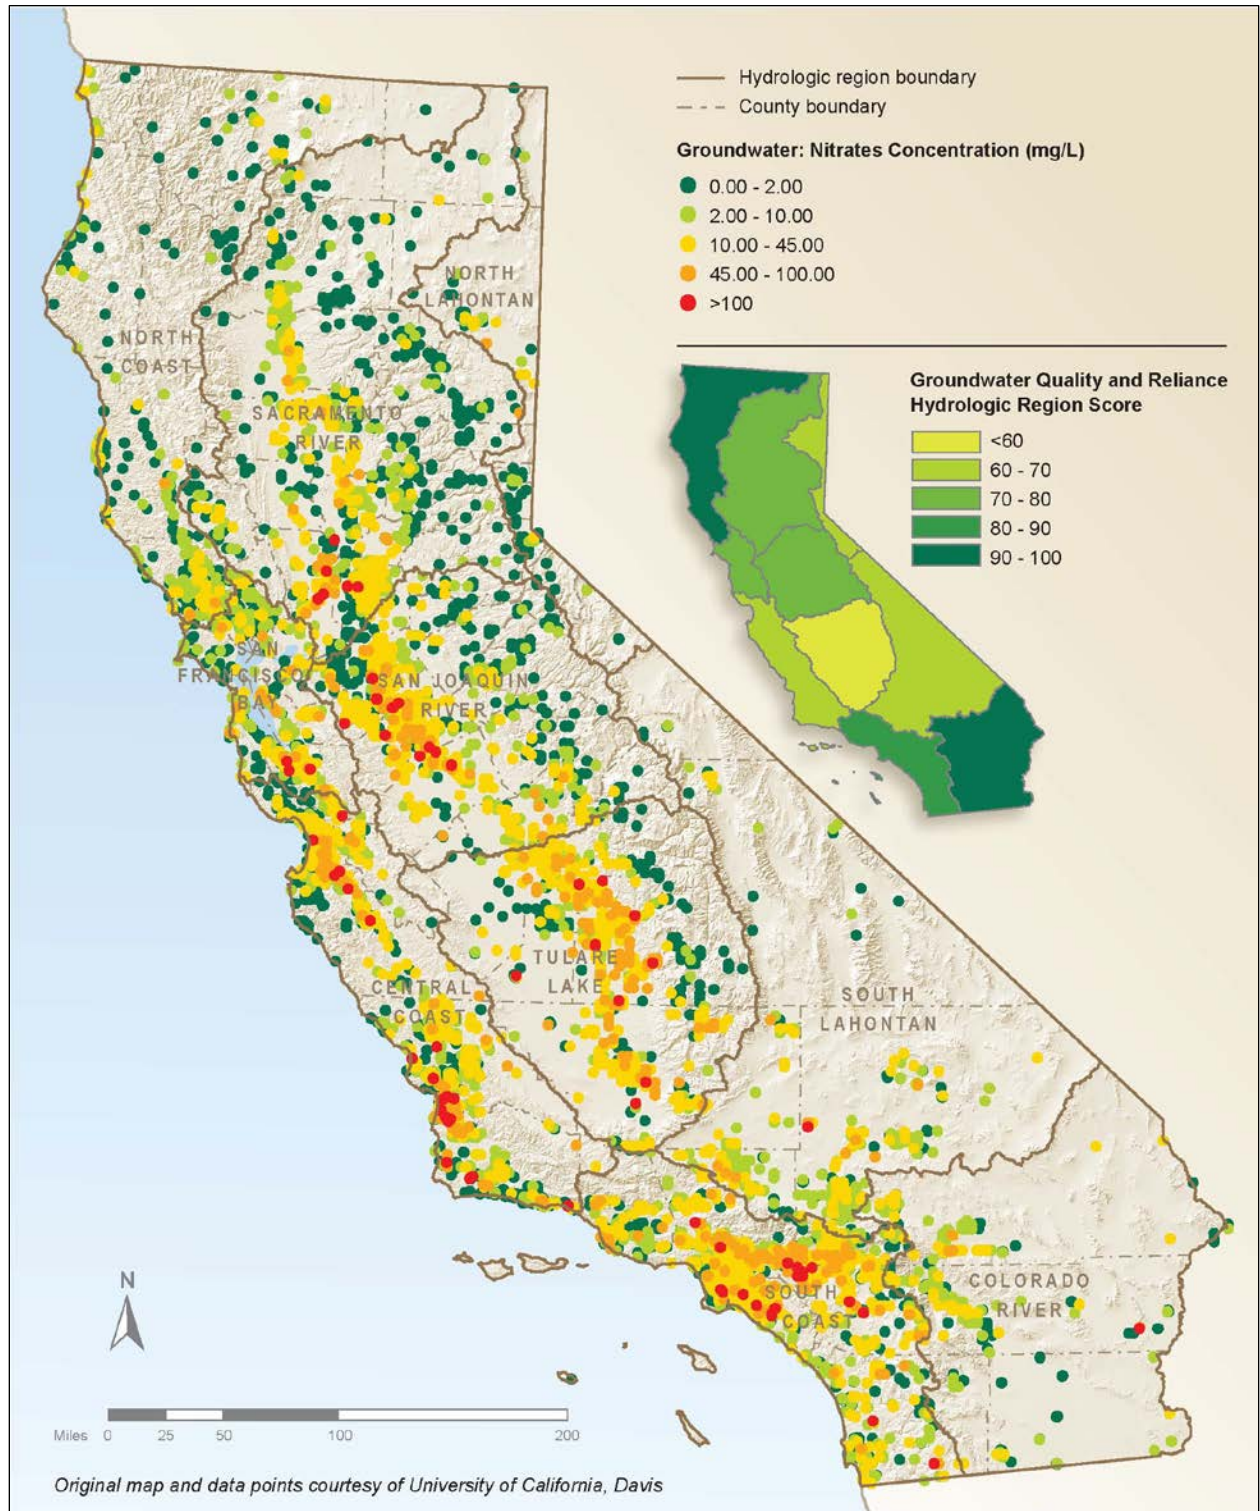 Hydrologic region boundary
County boundary
Groundwater: Nitrates Concentration (mg/L)
0.00 - 2.00
2.00 - 10.00
10.00 - 45.00
45.00 - 100.00
>100
Groundwater Quality and Reliance
Hydrologic Region Score
<60
60 - 70
70 - 80
80 - 90
90 - 100
NORTH
LAHONTAN
NORTH
COAST
SACRAMENTO
RIVER
SAN
FRANCISCO
BAY
SAN JOAQUIN
RIVER
TULARE
LAKE
CENTRAL
COAST
SOUTH
LAHONTAN
SOUTH
COAST
COLORADO
RIVER
N
Miles 0 25 50 100 200
Original map and data points courtesy of University of California, Davis